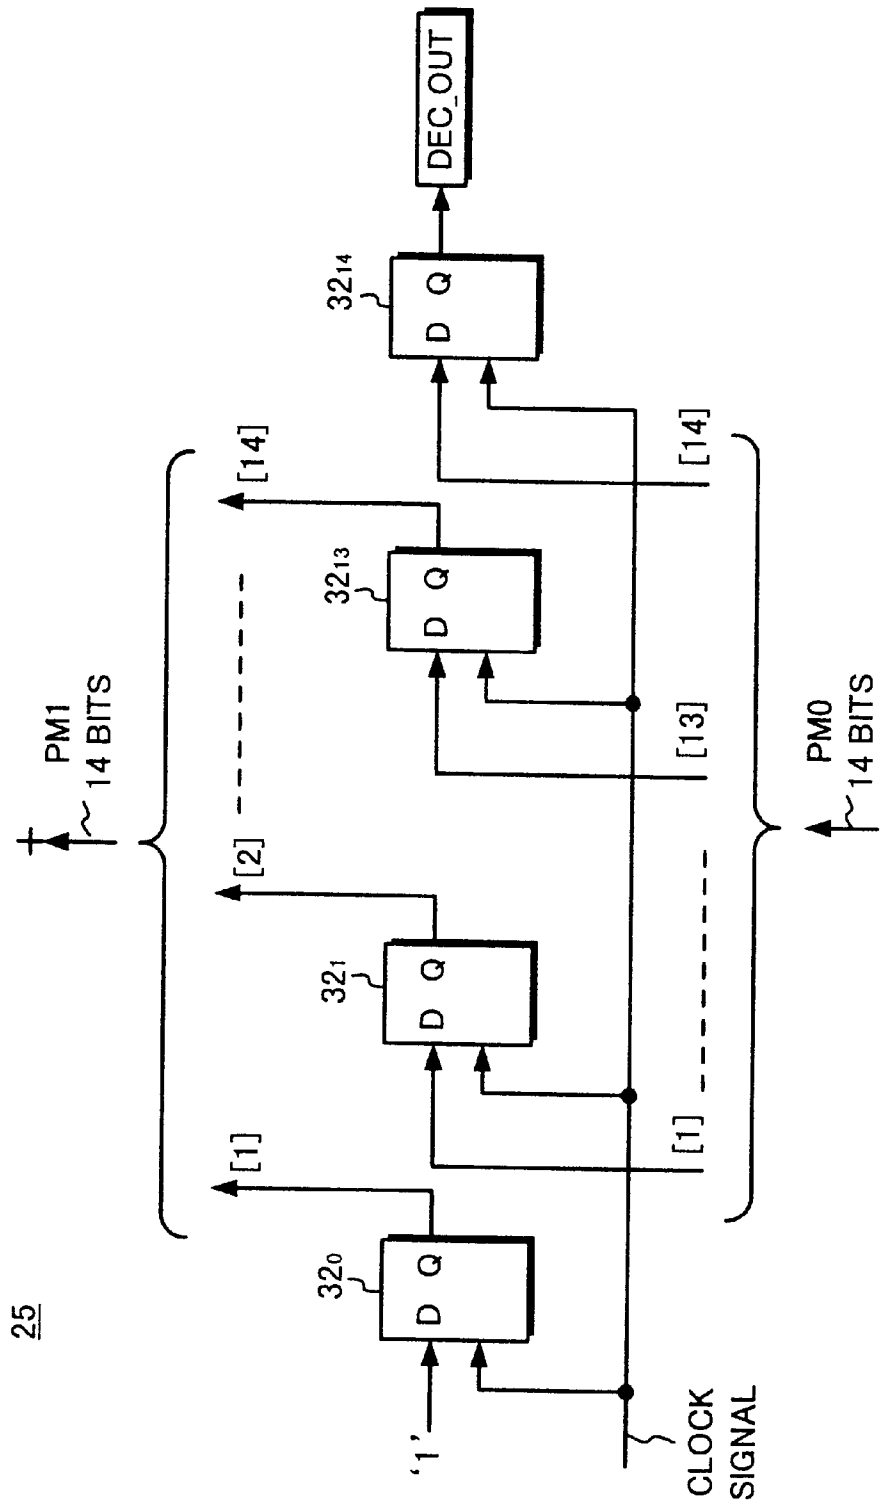 25
PM1
14 BITS
[1]
[2]
[14]
32₀
D Q
32₁
D Q
32₁₃
D Q
32₁₄
D Q
DEC_OUT
'1'
[1]
[13]
[14]
CLOCK
SIGNAL
PM0
14 BITS